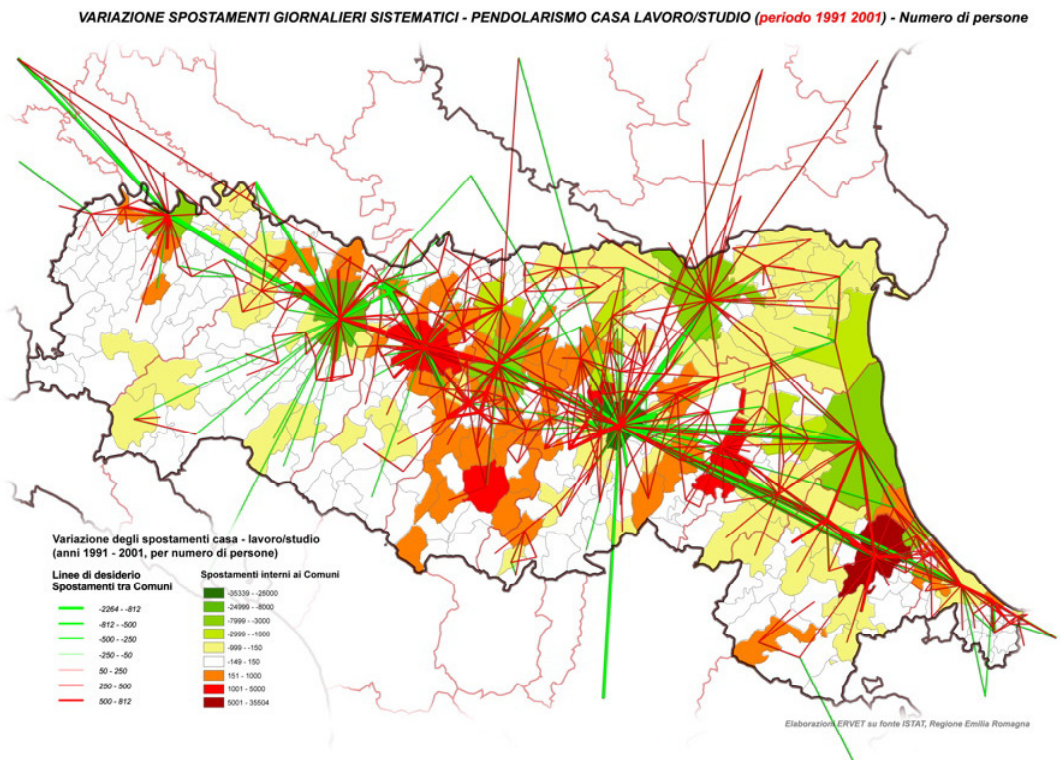 VARIAZIONE SPOSTAMENTI GIORNALIERI SISTEMATICI - PENDOLARISMO CASA LAVORO/STUDIO (periodo 1991 2001) - Numero di persone
Variazione degli spostamenti casa - lavoro/studio
(anni 1991 - 2001, per numero di persone)
Linee di desiderio
Spostamenti tra Comuni
-2264 - -812
-812 - -500
-500 - -250
-250 - -50
50 - 250
250 - 500
500 - 812
Spostamenti interni ai Comuni
-35339 - -25000
-24999 - -8000
-7999 - -3000
-2999 - -1000
-999 - -150
-149 - 150
151 - 1000
1001 - 5000
5001 - 35504
Elaborazioni ERVET su fonte ISTAT, Regione Emilia Romagna